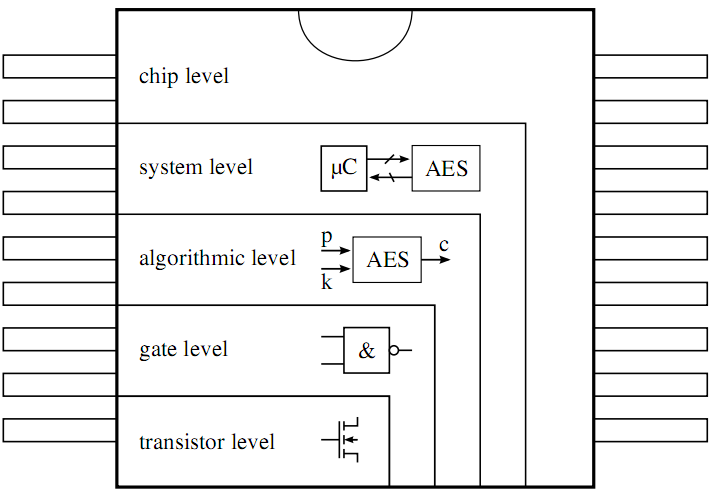 chip level
system level μC AES
algorithmic level p k AES c
gate level &
transistor level